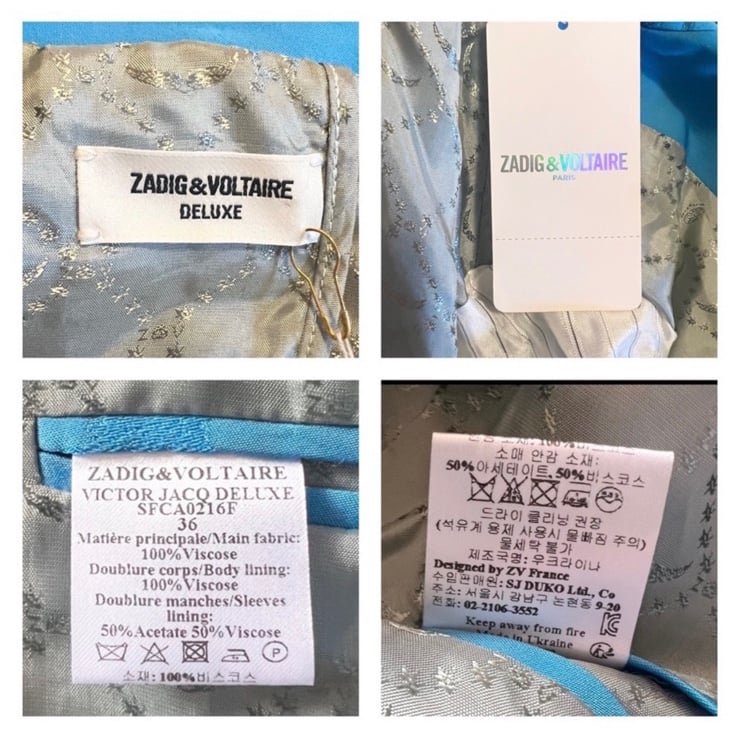 ZADIG&VOLTAIRE
DELUXE
ZADIG&VOLTAIRE
PARIS
ZADIG&VOLTAIRE
VICTOR JACQ DELUXE
SFCA0216F
36
Matière principale/Main fabric:
100%Viscose
Doublure corps/Body lining:
100%Viscose
Doublure manches/Sleeves
lining:
50%Acetate 50%Viscose
P
소재: 100%비스코스
100%비스코스
소매 안감 소재:
50%아세테이트, 50%비스코스
드라이 클리닝 권장
(석유계 용제 사용시 물빠짐 주의)
물세탁 불가
제조국명: 우크라이나
Designed by ZV France
수입판매원: SJ DUKO Ltd., Co
주소: 서울시 강남구 논현동 9-20
전화: 02-2106-3552
Keep away from fire
Made in Ukraine